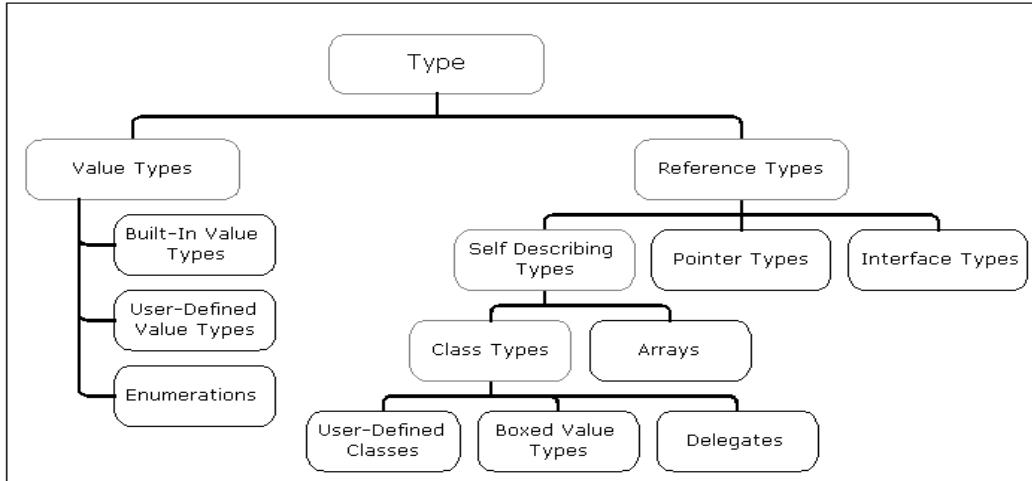 Type
Value Types
Reference Types
Built-In Value
Types
User-Defined
Value Types
Enumerations
Self Describing
Types
Pointer Types
Interface Types
Class Types
Arrays
User-Defined
Classes
Boxed Value
Types
Delegates